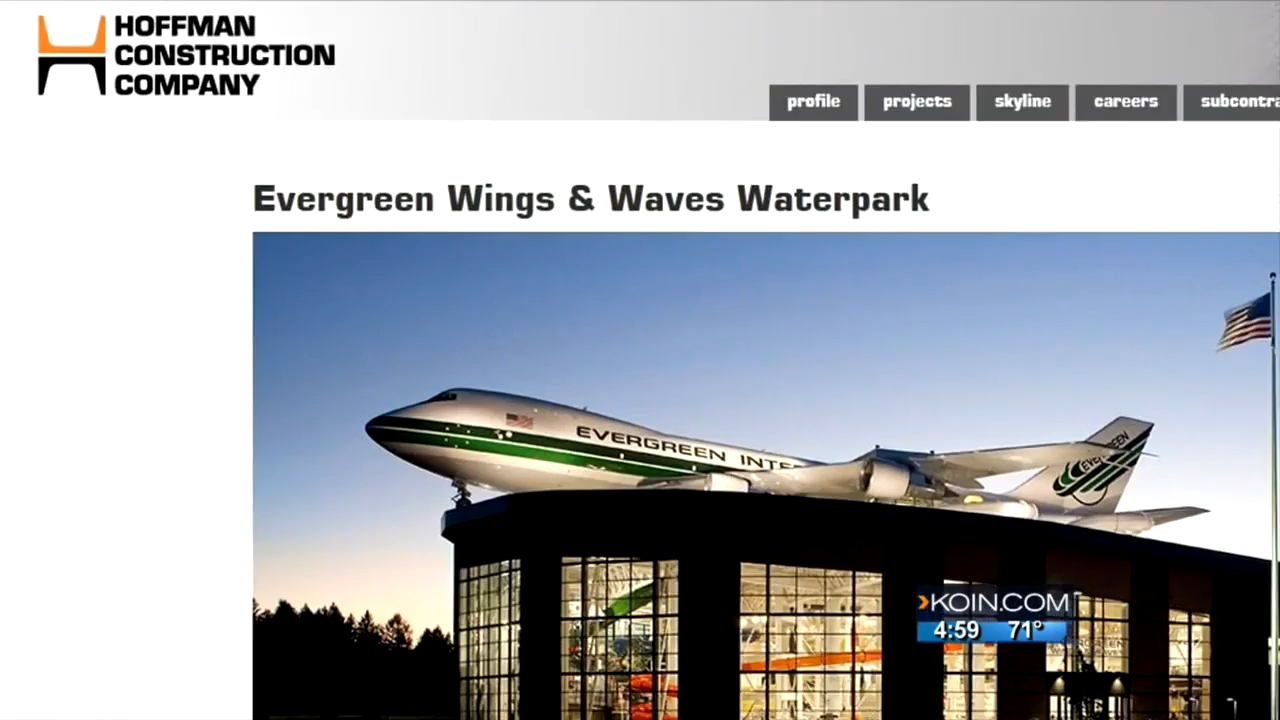 HOFFMAN
CONSTRUCTION
COMPANY
profile
projects
skyline
careers
subcontra
Evergreen Wings & Waves Waterpark
EVERGREEN INTE
EVERGREEN
KOIN.COM
4:59 71°